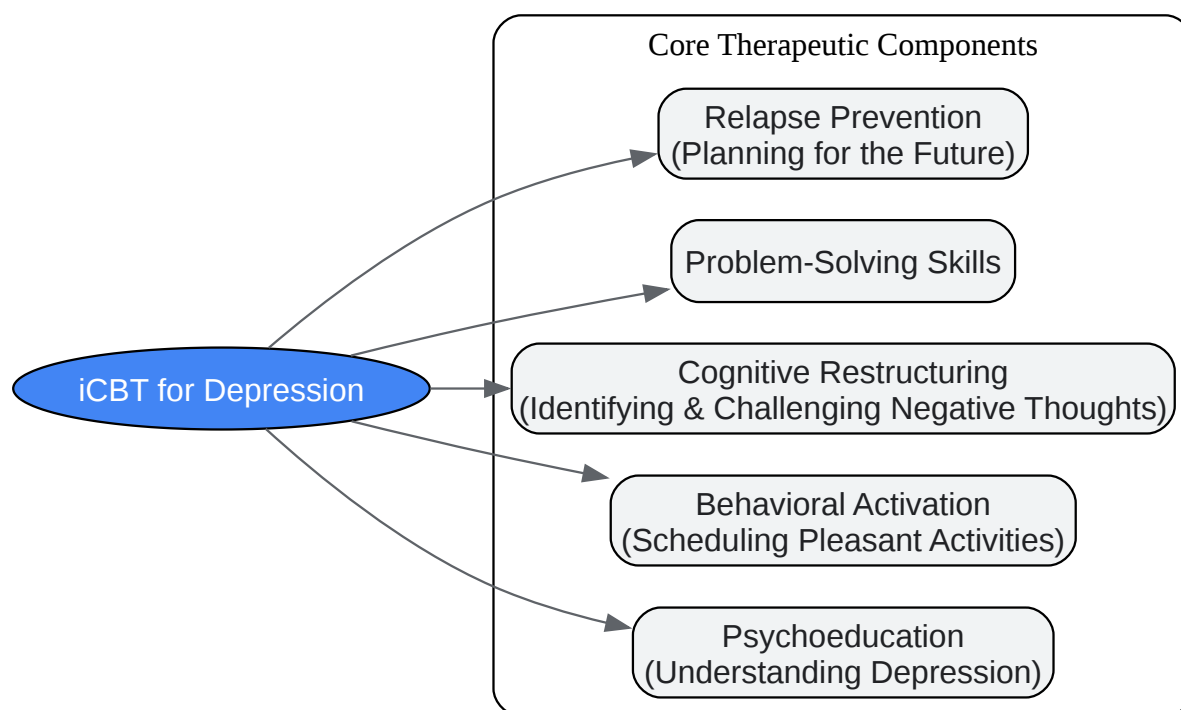 Core Therapeutic Components
Relapse Prevention
(Planning for the Future)
Problem-Solving Skills
iCBT for Depression
Cognitive Restructuring
(Identifying & Challenging Negative Thoughts)
Behavioral Activation
(Scheduling Pleasant Activities)
Psychoeducation
(Understanding Depression)